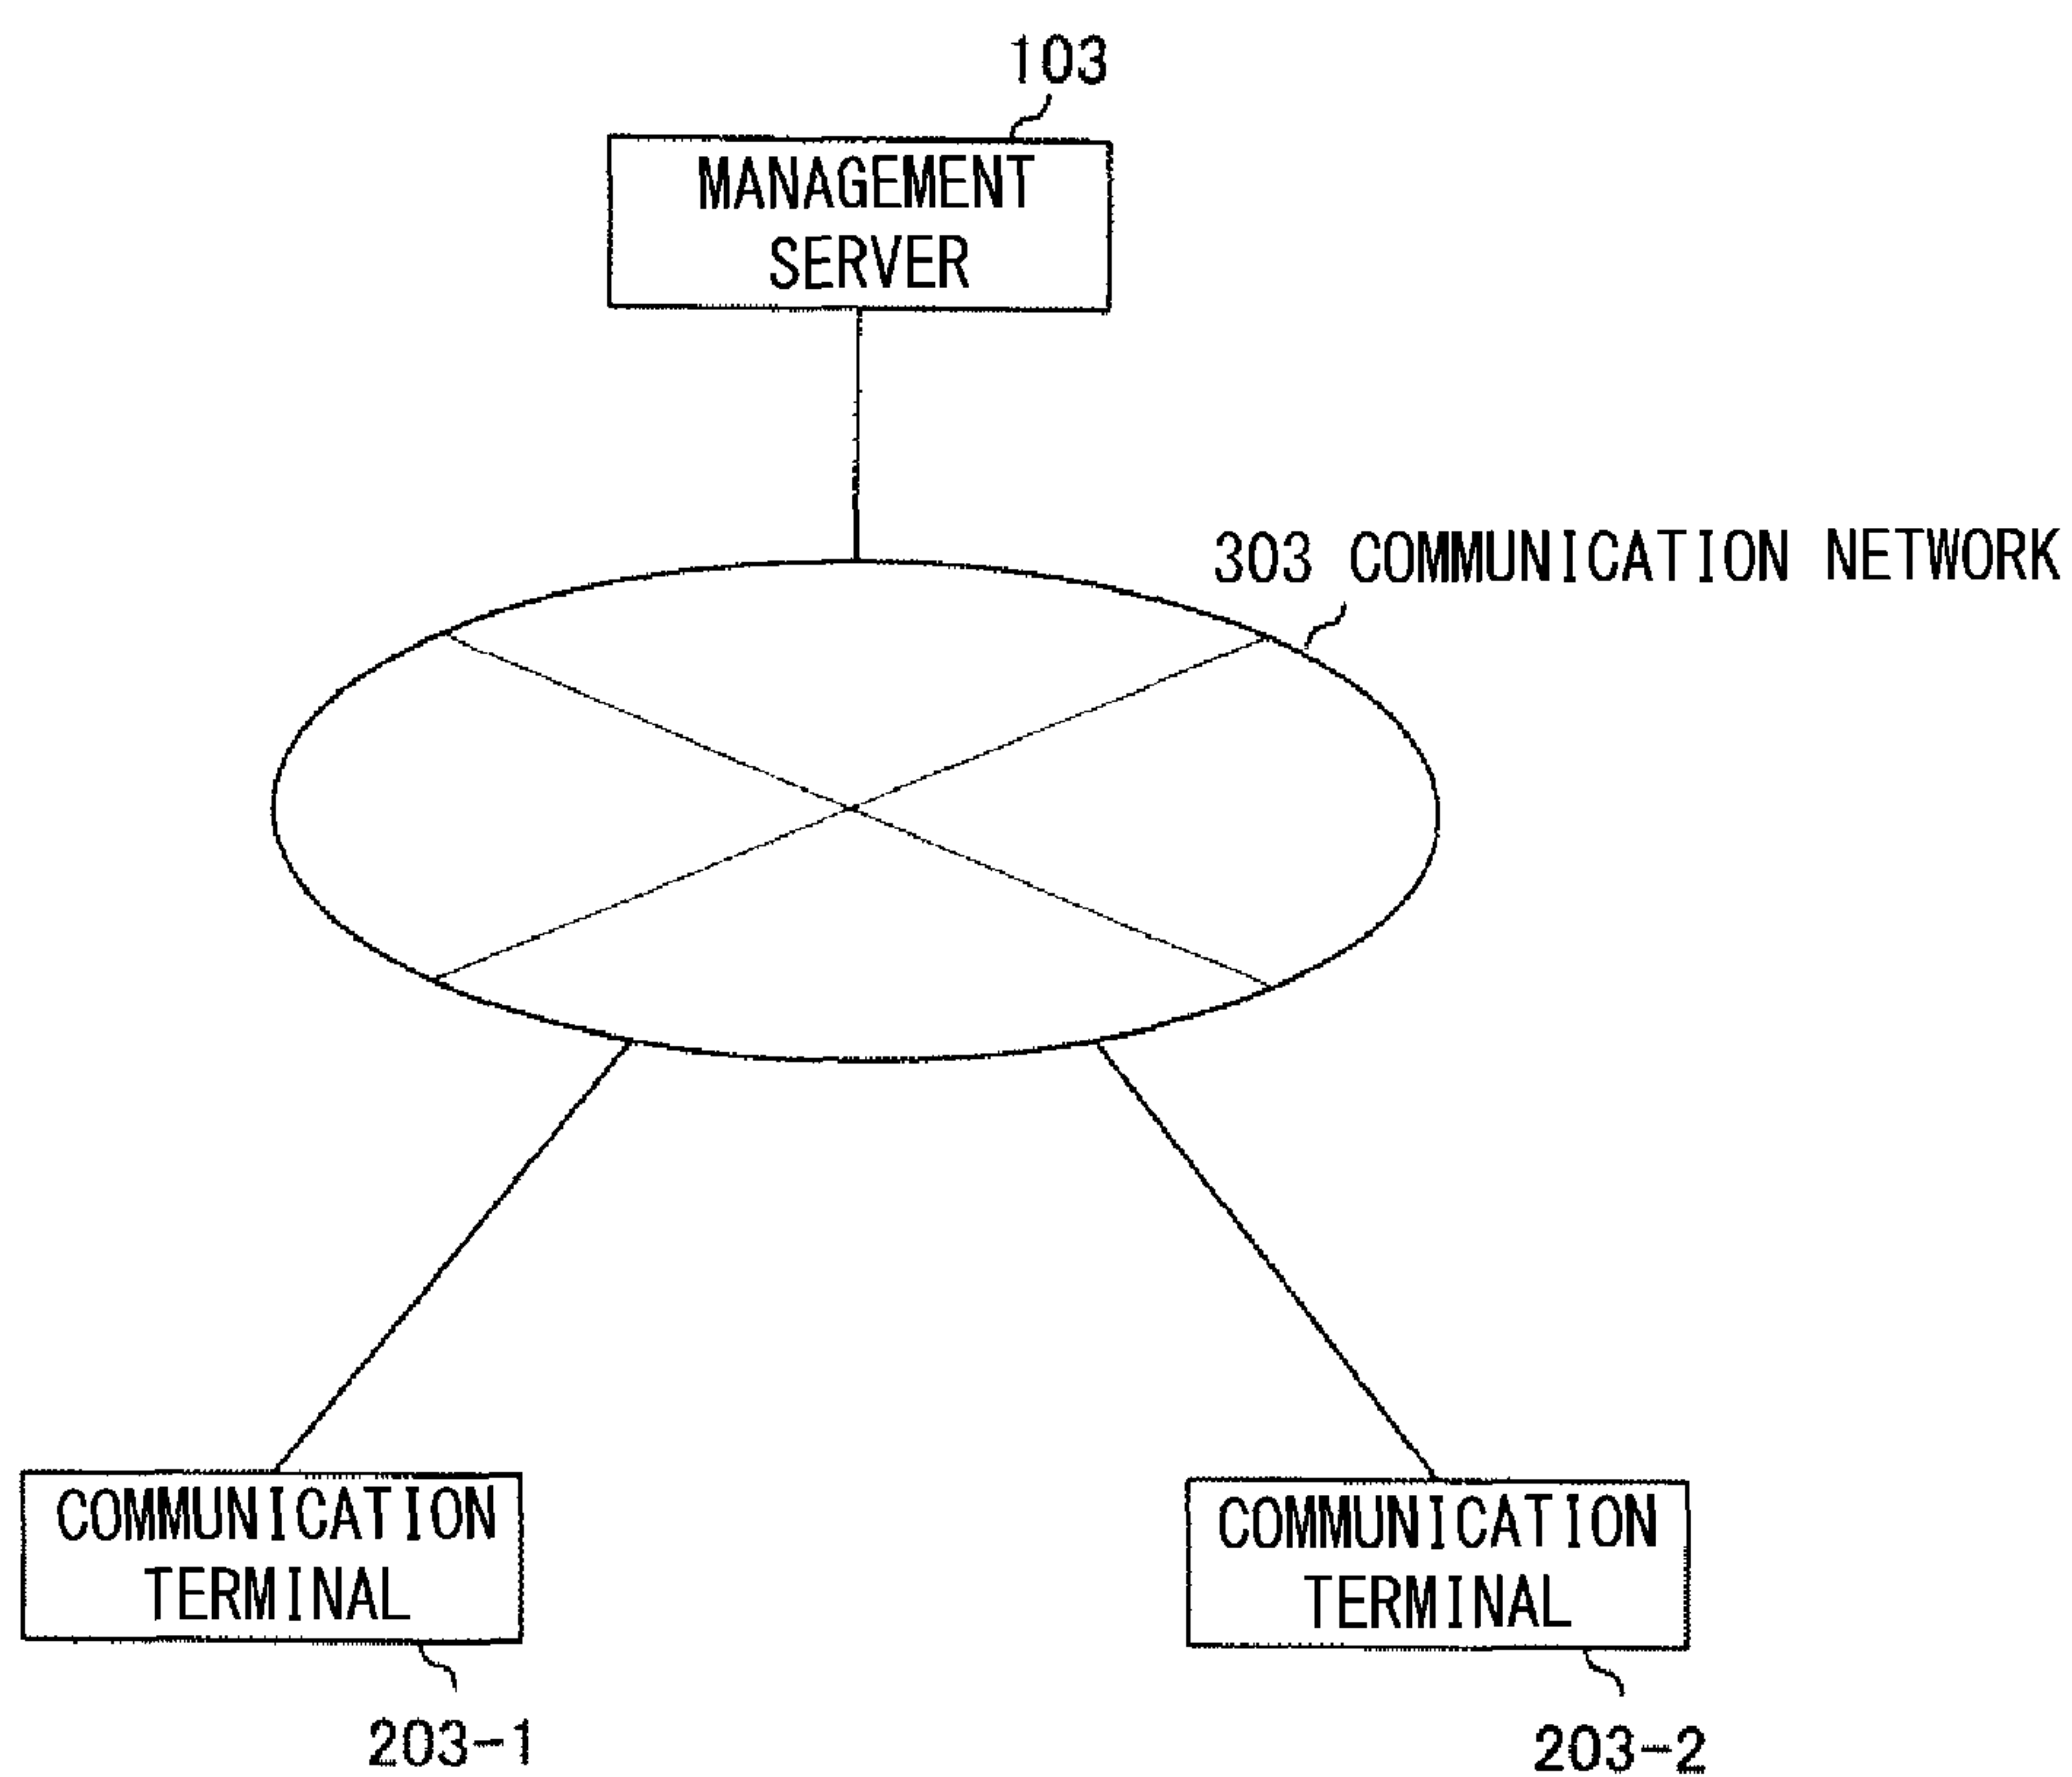 103
MANAGEMENT
SERVER
303 COMMUNICATION NETWORK
COMMUNICATION
TERMINAL
203-1
COMMUNICATION
TERMINAL
203-2